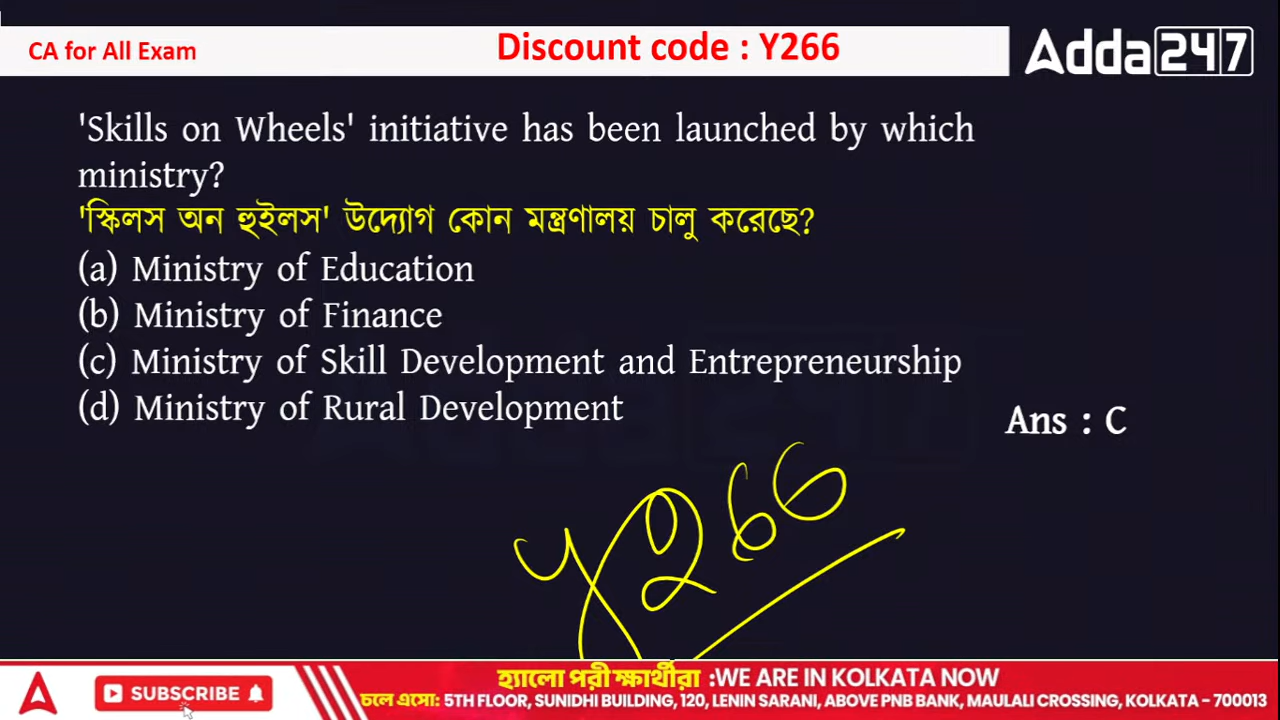 CA for All Exam
Discount code : Y266
Adda247
'Skills on Wheels' initiative has been launched by which
ministry?
'স্কিলস অন হুইলস' উদ্যোগ কোন মন্ত্রণালয় চালু করেছে?
(a) Ministry of Education
(b) Ministry of Finance
(c) Ministry of Skill Development and Entrepreneurship
(d) Ministry of Rural Development
Ans : C
Y266
SUBSCRIBE
হ্যালো পরীক্ষার্থীরা :WE ARE IN KOLKATA NOW
চলে এসো: 5TH FLOOR, SUNIDHI BUILDING, 120, LENIN SARANI, ABOVE PNB BANK, MAULALI CROSSING, KOLKATA - 700013